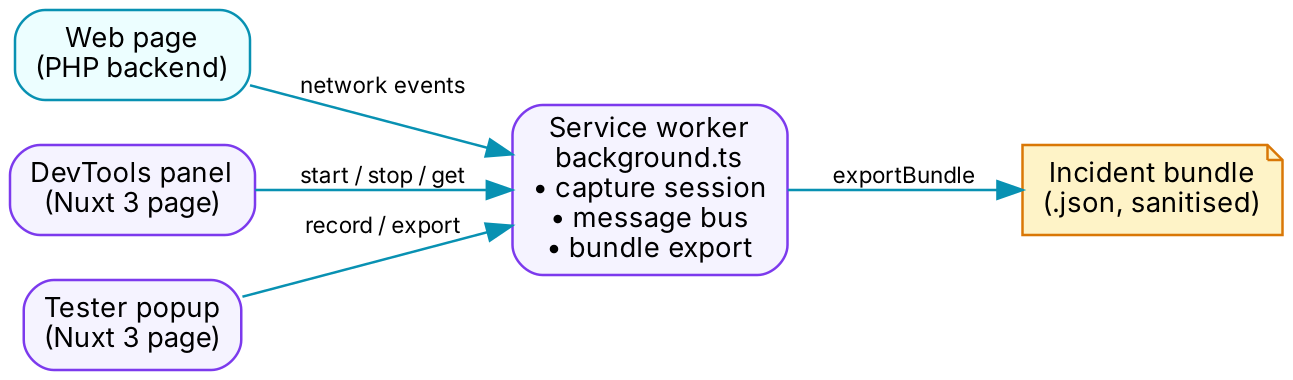 Web page
(PHP backend)
network events
DevTools panel
(Nuxt 3 page)
start / stop / get
Tester popup
(Nuxt 3 page)
record / export
Service worker
background.ts
• capture session
• message bus
• bundle export
exportBundle
Incident bundle
(.json, sanitised)